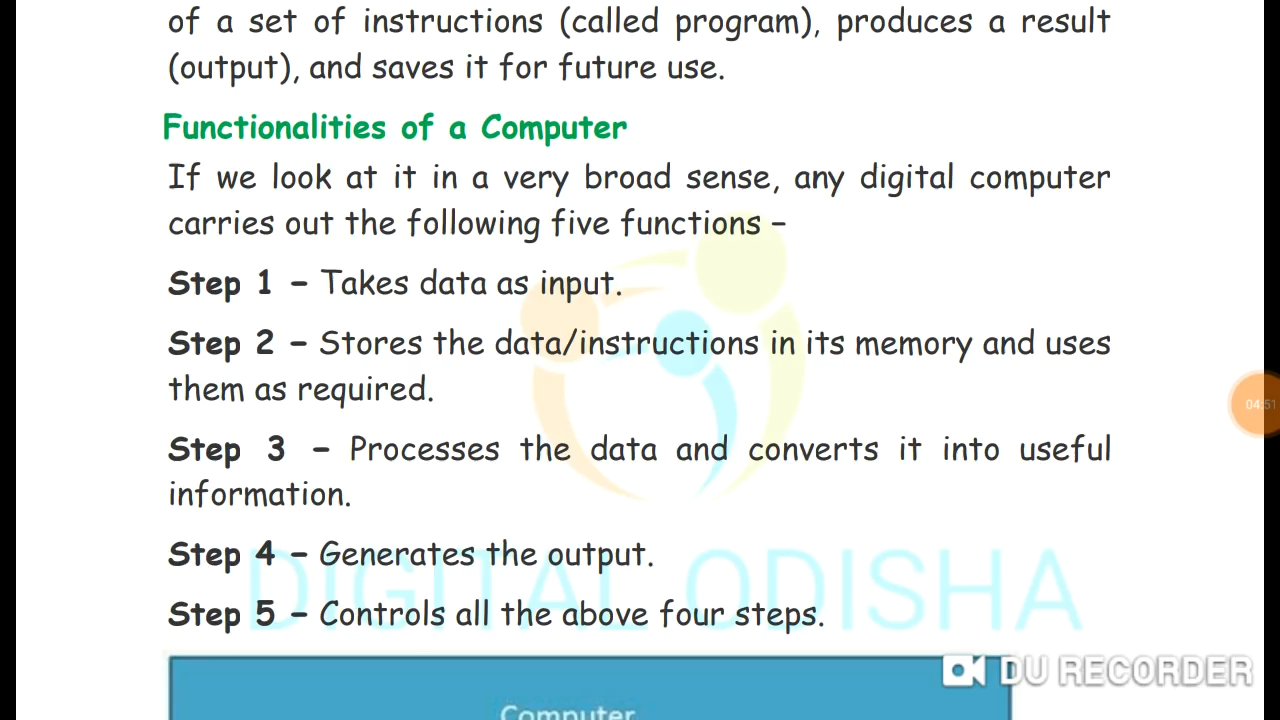 of a set of instructions (called program), produces a result
(output), and saves it for future use.
Functionalities of a Computer
If we look at it in a very broad sense, any digital computer
carries out the following five functions –
Step 1 – Takes data as input.
Step 2 – Stores the data/instructions in its memory and uses
them as required.
04:51
Step 3 – Processes the data and converts it into useful
information.
Step 4 – Generates the output.
DIGITAL ODISHA
Step 5 – Controls all the above four steps.
DU RECORDER
Computer